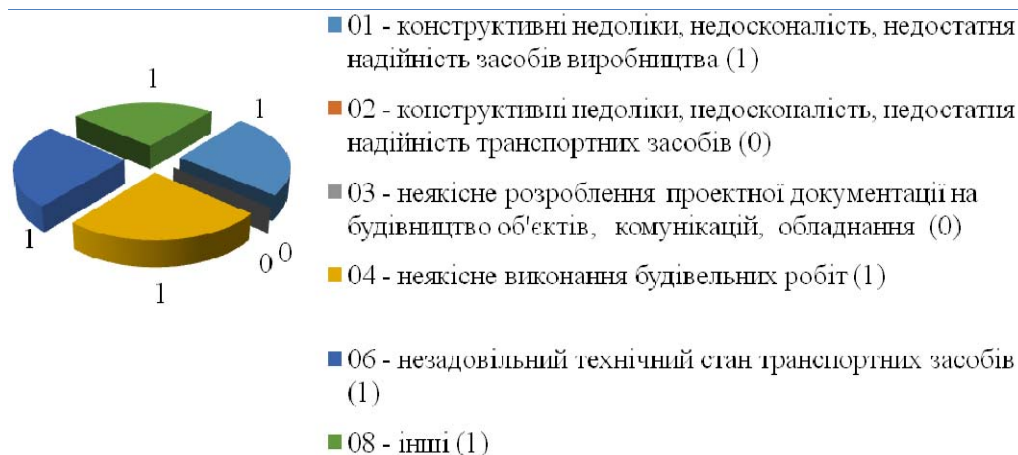 01 - конструктивні недоліки, недосконалість, недостатня
надійність засобів виробництва (1)
02 - конструктивні недоліки, недосконалість, недостатня
надійність транспортних засобів (0)
03 - неякісне розроблення проектної документації на
будівництво об'єктів, комунікацій, обладнання (0)
04 - неякісне виконання будівельних робіт (1)
06 - незадовільний технічний стан транспортних засобів
(1)
08 - інші (1)
1
1
1
0
0
1